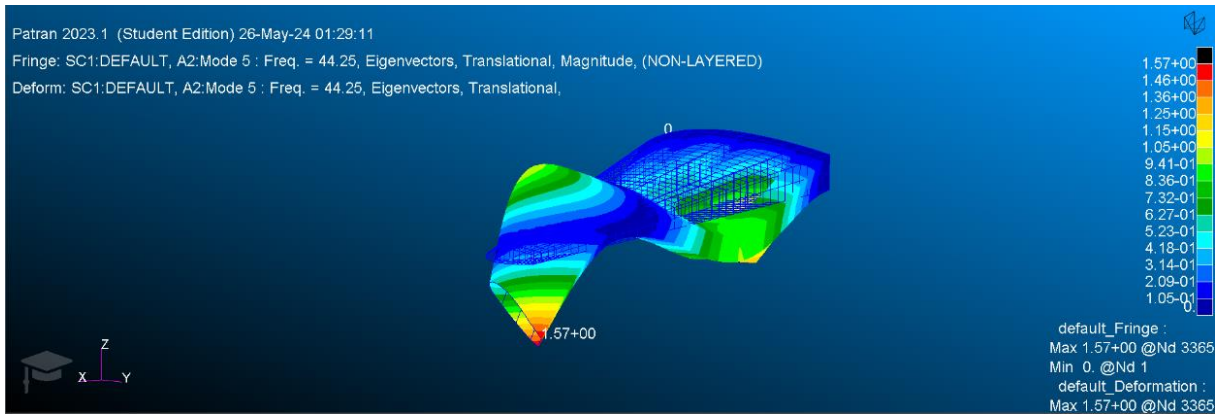 Patran 2023.1 (Student Edition) 26-May-24 01:29:11
Fringe: SC1:DEFAULT, A2:Mode 5 : Freq. = 44.25, Eigenvectors, Translational, Magnitude, (NON-LAYERED)
Deform: SC1:DEFAULT, A2:Mode 5 : Freq. = 44.25, Eigenvectors, Translational,
1.57+00
1.46+00
1.36+00
1.25+00
1.15+00
1.05+00
9.41-01
8.36-01
7.32-01
6.27-01
5.23-01
4.18-01
3.14-01
2.09-01
1.05-01
0.
0
1.57+00
default_Fringe :
Max 1.57+00 @Nd 3365
Min 0. @Nd 1
default_Deformation :
Max 1.57+00 @Nd 3365
Z
X
Y